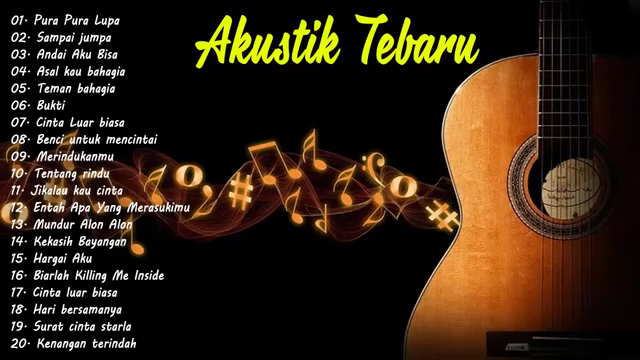 Akustik Tebaru
01. Pura Pura Lupa
02. Sampai jumpa
03. Andai Aku Bisa
04. Asal kau bahagia
05. Teman bahagia
06. Bukti
07. Cinta Luar biasa
08. Benci untuk mencintai
09. Merindukanmu
10. Tentang rindu
11. Jikalau kau cinta
12. Entah Apa Yang Merasukimu
13. Mundur Alon Alon
14. Kekasih Bayangan
15. Hargai Aku
16. Biarlah Killing Me Inside
17. Cinta luar biasa
18. Hari bersamanya
19. Surat cinta starla
20. Kenangan terindah